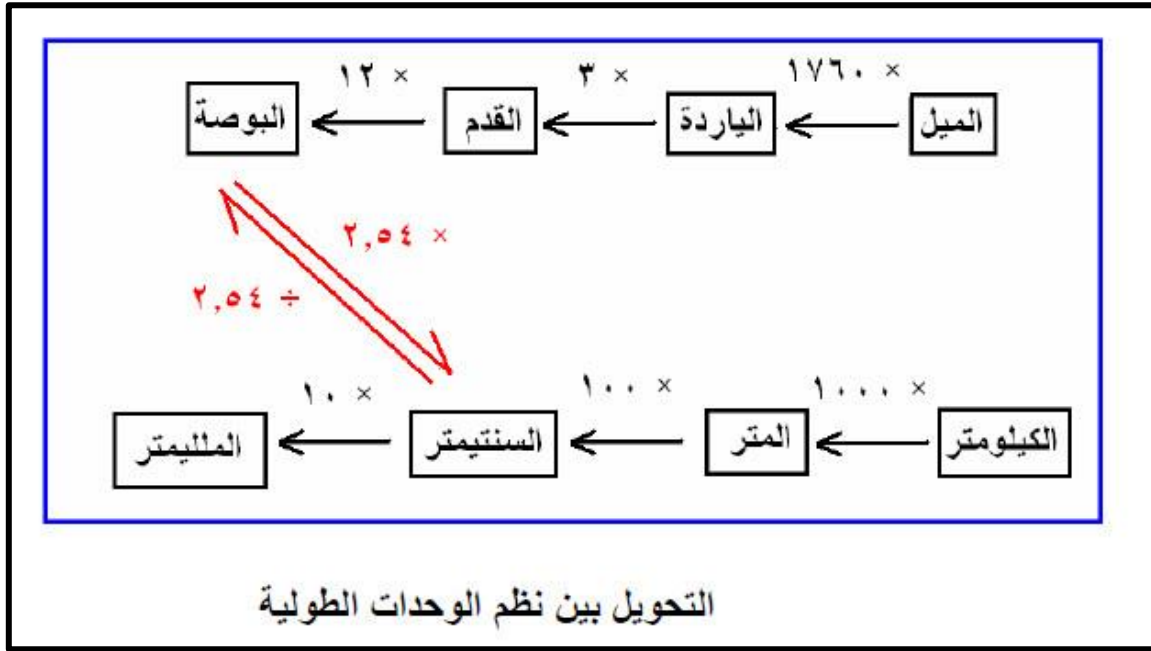 × ١٧٦٠
× ٣
× ١٢
الميل
الياردة
القدم
البوصة
× ٢,٥٤
÷ ٢,٥٤
× ١٠٠٠
× ١٠٠
× ١٠
الكيلومتر
المتر
السنتيمتر
الملليمتر
التحويل بين نظم الوحدات الطولية